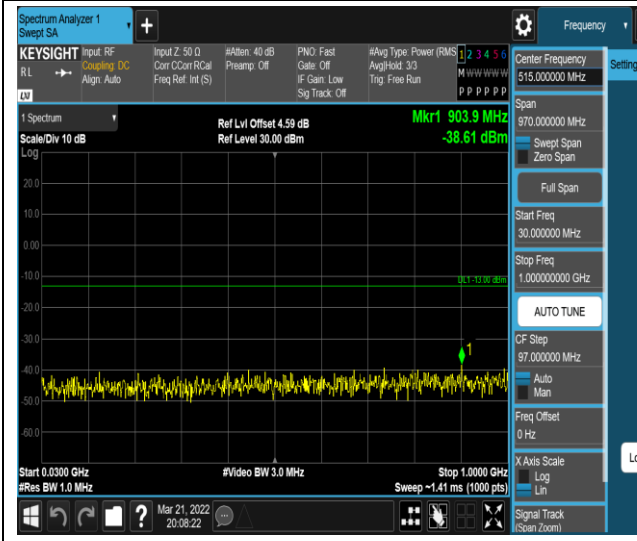 Spectrum Analyzer 1
Swept SA
Frequency
KEYSIGHT
RL
LXI
Input: RF
Coupling: DC
Align: Auto
Input Z: 50 Ω
Corr CCorr RCal
Freq Ref: Int (S)
#Atten: 40 dB
Preamp: Off
PNO: Fast
Gate: Off
IF Gain: Low
Sig Track: Off
#Avg Type: Power (RMS
Avg|Hold: 3/3
Trig: Free Run
1 2 3 4 5 6
M W W W W W
P P P P P P
1 Spectrum
Scale/Div 10 dB
Log
Ref Lvl Offset 4.59 dB
Ref Level 30.00 dBm
Mkr1 903.9 MHz
-38.61 dBm
20.0
10.0
0.00
-10.0
-20.0
-30.0
-40.0
-50.0
-60.0
DL1 -13.00 dBm
1
Start 0.0300 GHz
#Res BW 1.0 MHz
#Video BW 3.0 MHz
Stop 1.0000 GHz
Sweep ~1.41 ms (1000 pts)
Mar 21, 2022
20:08:22
Center Frequency
515.000000 MHz
Span
970.000000 MHz
Swept Span
Zero Span
Full Span
Start Freq
30.000000 MHz
Stop Freq
1.000000000 GHz
AUTO TUNE
CF Step
97.000000 MHz
Auto
Man
Freq Offset
0 Hz
X Axis Scale
Log
Lin
Signal Track
(Span Zoom)
Setting
Lo